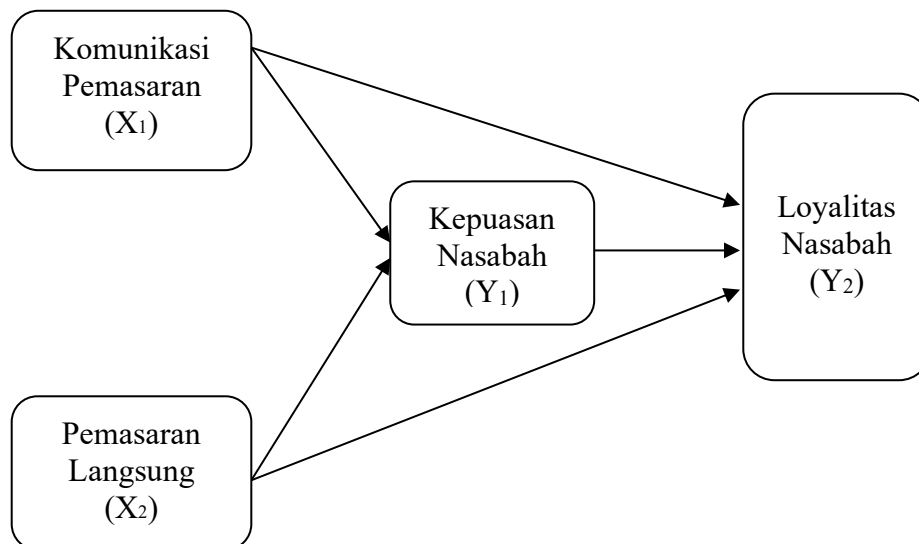 Komunikasi
Pemasaran
(X₁)
Kepuasan
Nasabah
(Y₁)
Loyalitas
Nasabah
(Y₂)
Pemasaran
Langsung
(X₂)